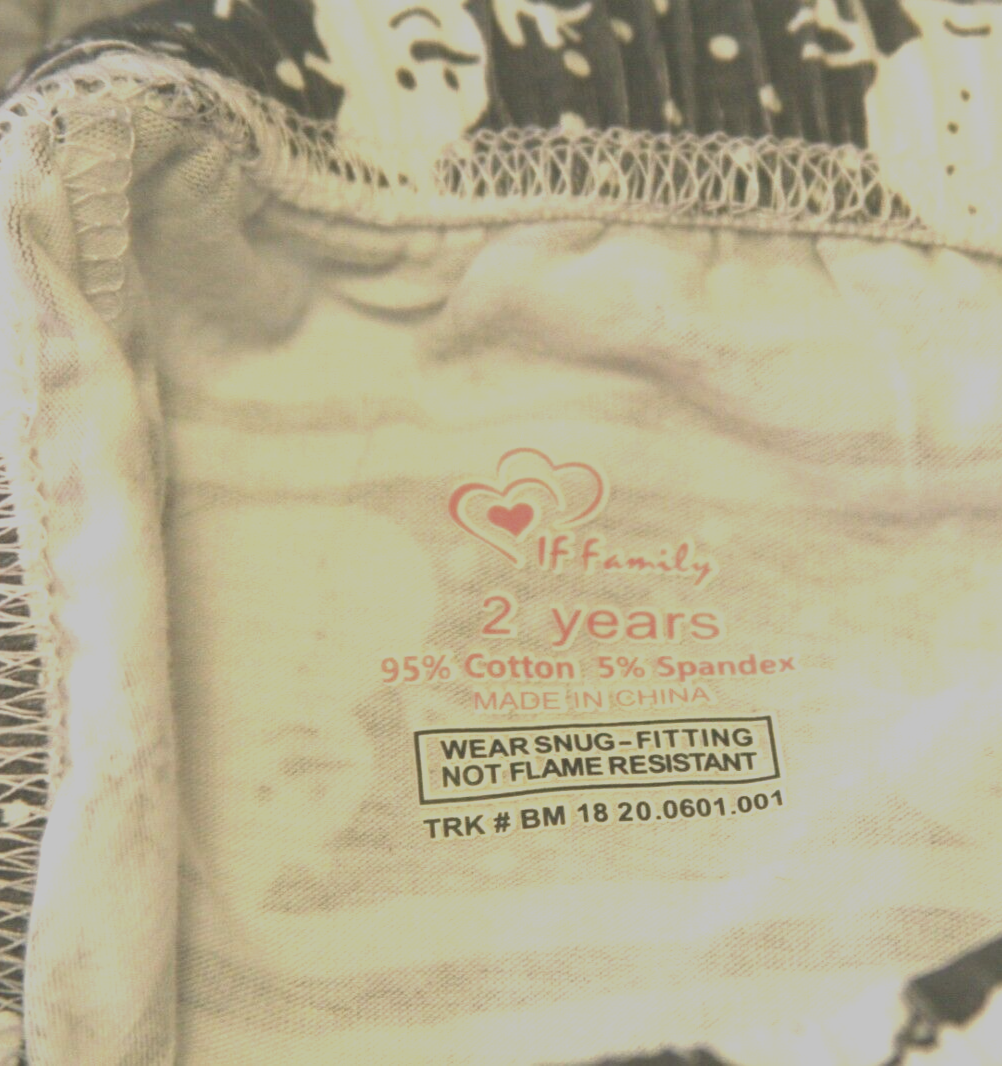 IF Family
2 years
95% Cotton 5% Spandex
MADE IN CHINA
WEAR SNUG-FITTING
NOT FLAME RESISTANT
TRK # BM 18 20.0601.001